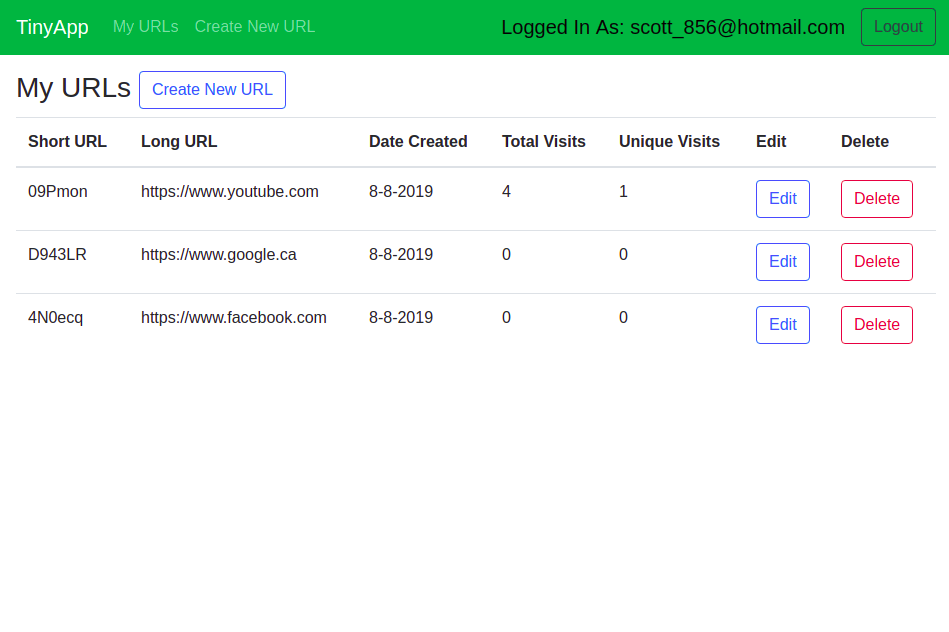 TinyApp My URLs Create New URL Logged In As: scott_856@hotmail.com Logout
My URLs Create New URL
Short URL Long URL Date Created Total Visits Unique Visits Edit Delete
09Pmon https://www.youtube.com 8-8-2019 4 1 Edit Delete
D943LR https://www.google.ca 8-8-2019 0 0 Edit Delete
4N0ecq https://www.facebook.com 8-8-2019 0 0 Edit Delete